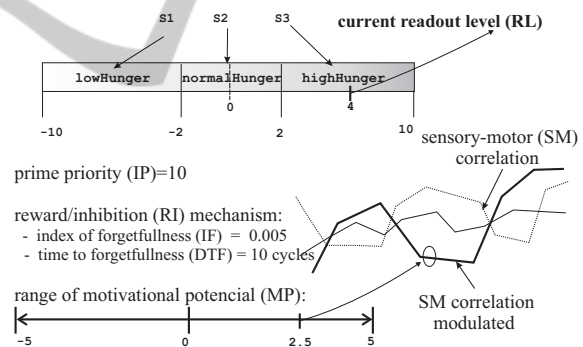 S1 S2 S3 current readout level (RL)
lowHunger normalHunger highHunger
0 4
-10 -2 2 10
sensory-motor (SM)
correlation
prime priority (IP)=10
reward/inhibition (RI) mechanism:
- index of forgetfullness (IF) = 0.005
- time to forgetfullness (DTF) = 10 cycles
range of motivational potencial (MP):
SM correlation
modulated
-5 0 2.5 5